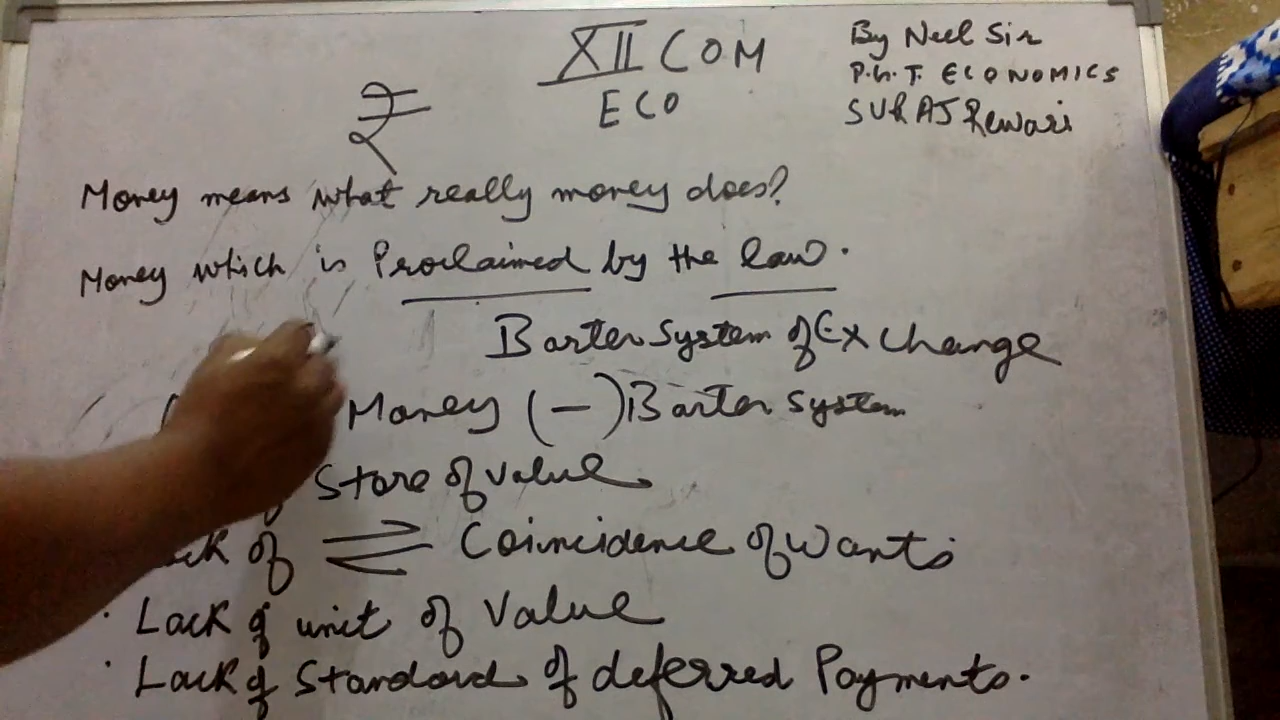 XII COM
ECO
By Neel Sir
P.G.T. ECONOMICS
SURAJ Rewari
₹
Money means what really money does?
Money which is Proclaimed by the law.
Barter System of Exchange
Money (-) Barter System
Store of value
of ⇌ Coincidence of Wants
· Lack of unit of Value
· Lack of Standard of deferred Payments.